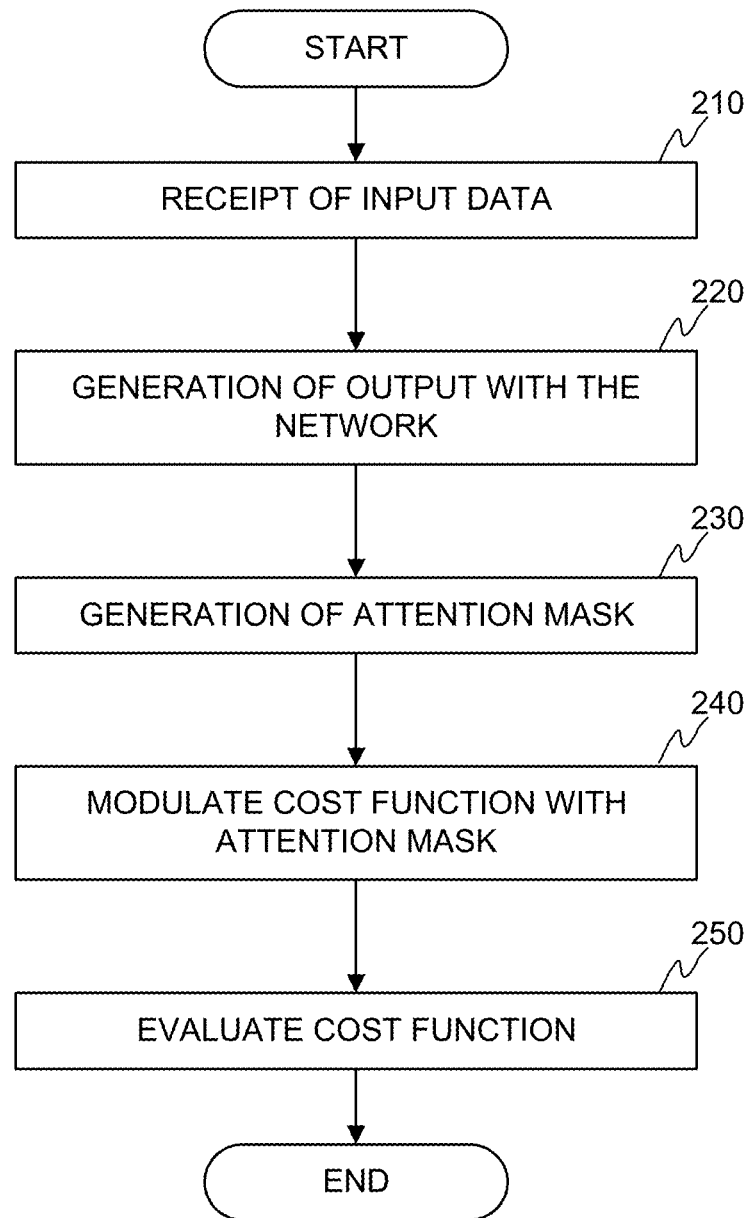 START
210
RECEIPT OF INPUT DATA
220
GENERATION OF OUTPUT WITH THE
NETWORK
230
GENERATION OF ATTENTION MASK
240
MODULATE COST FUNCTION WITH
ATTENTION MASK
250
EVALUATE COST FUNCTION
END